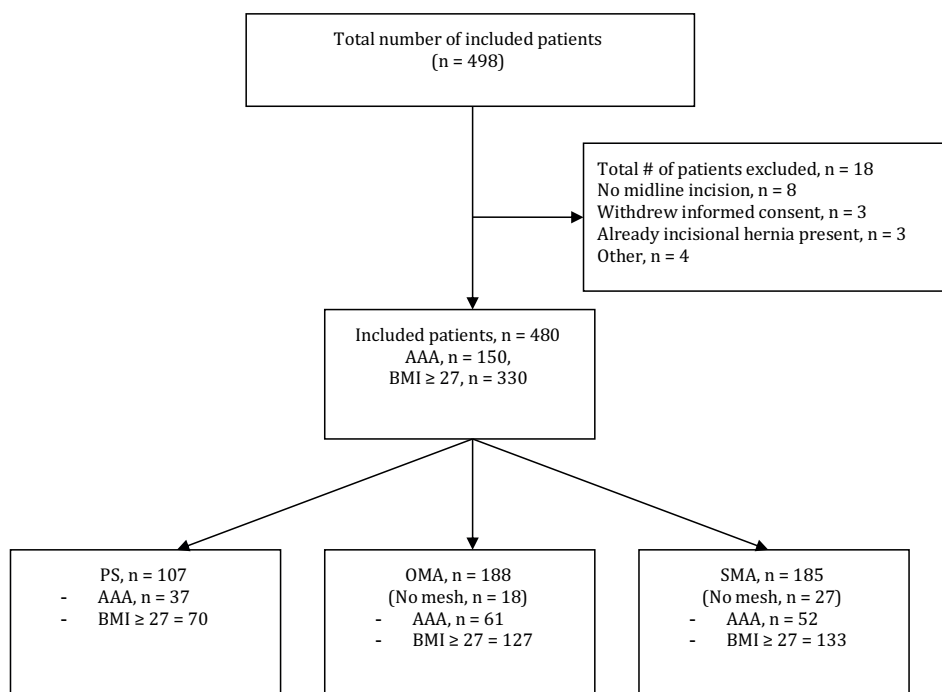 Total number of included patients
(n = 498)
Total # of patients excluded, n = 18
No midline incision, n = 8
Withdrew informed consent, n = 3
Already incisional hernia present, n = 3
Other, n = 4
Included patients, n = 480
AAA, n = 150,
BMI ≥ 27, n = 330
PS, n = 107
- AAA, n = 37
- BMI ≥ 27 = 70
OMA, n = 188
(No mesh, n = 18)
- AAA, n = 61
- BMI ≥ 27 = 127
SMA, n = 185
(No mesh, n = 27)
- AAA, n = 52
- BMI ≥ 27 = 133